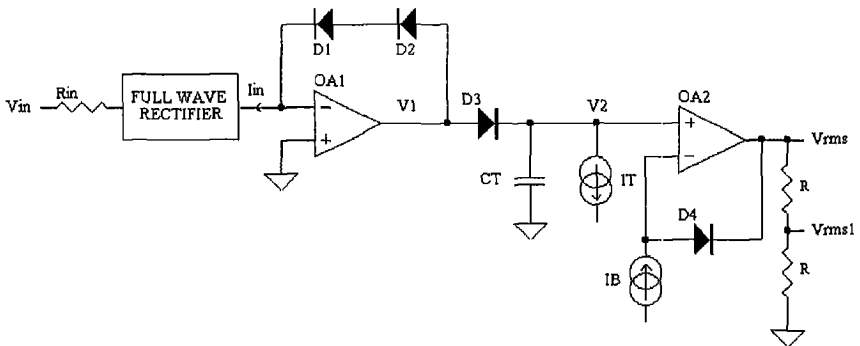 Vin
Rin
FULL WAVE
RECTIFIER
Iin
D1
D2
OA1
V1
D3
V2
CT
IT
OA2
D4
IB
Vrms
R
Vrms1
R